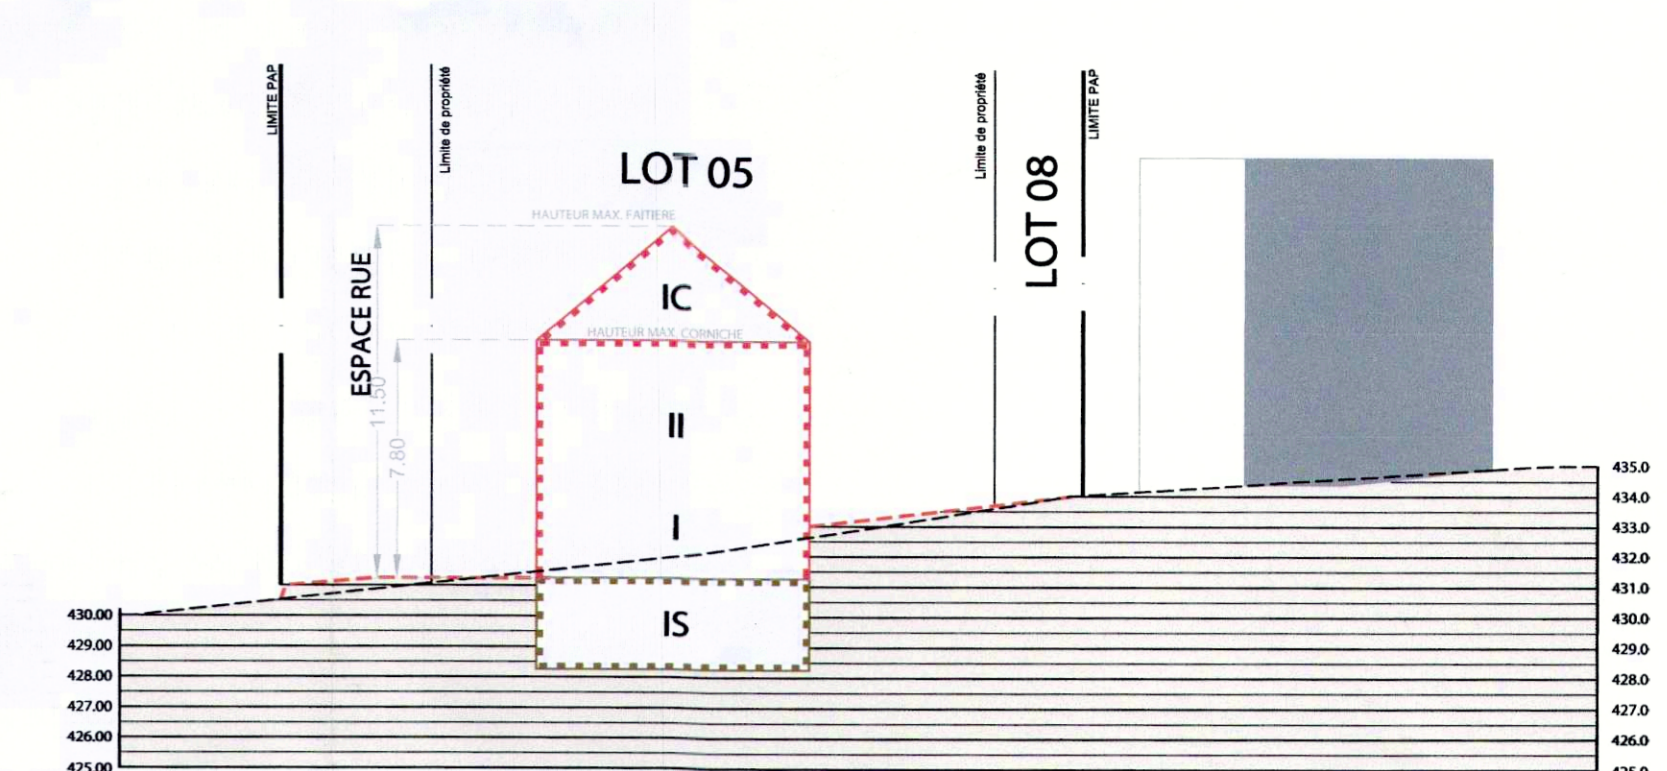 LIMITE PAP
Limite de propriété
LOT 05
Limite de propriété
LOT 08
LIMITE PAP
HAUTEUR MAX. FAITIERE
ESPACE RUE
IC
HAUTEUR MAX. CORNICHE
11.50
7.80
II
I
IS
435.0
434.0
433.0
432.0
431.0
430.0
429.0
428.0
427.0
426.0
430.00
429.00
428.00
427.00
426.00
425.00